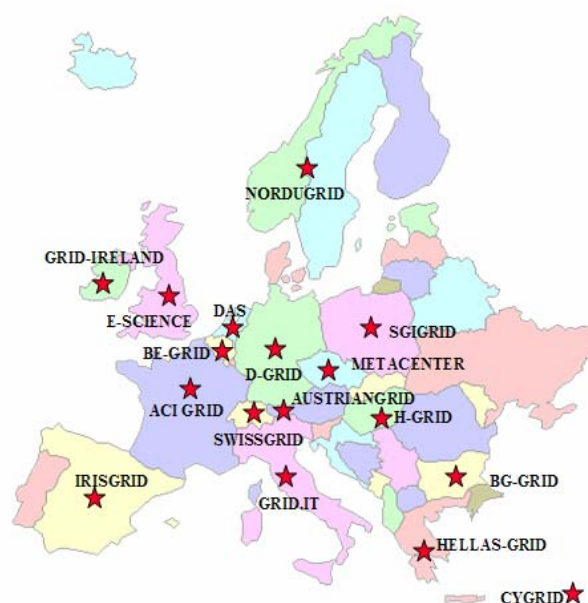 NORDUGRID
GRID-IRELAND
E-SCIENCE
DAS
SGIGRID
BE-GRID
METACENTER
D-GRID
AUSTRIANGRID
ACI GRID
H-GRID
SWISSGRID
IRISGRID
BG-GRID
GRID.IT
HELLAS-GRID
CYGRID